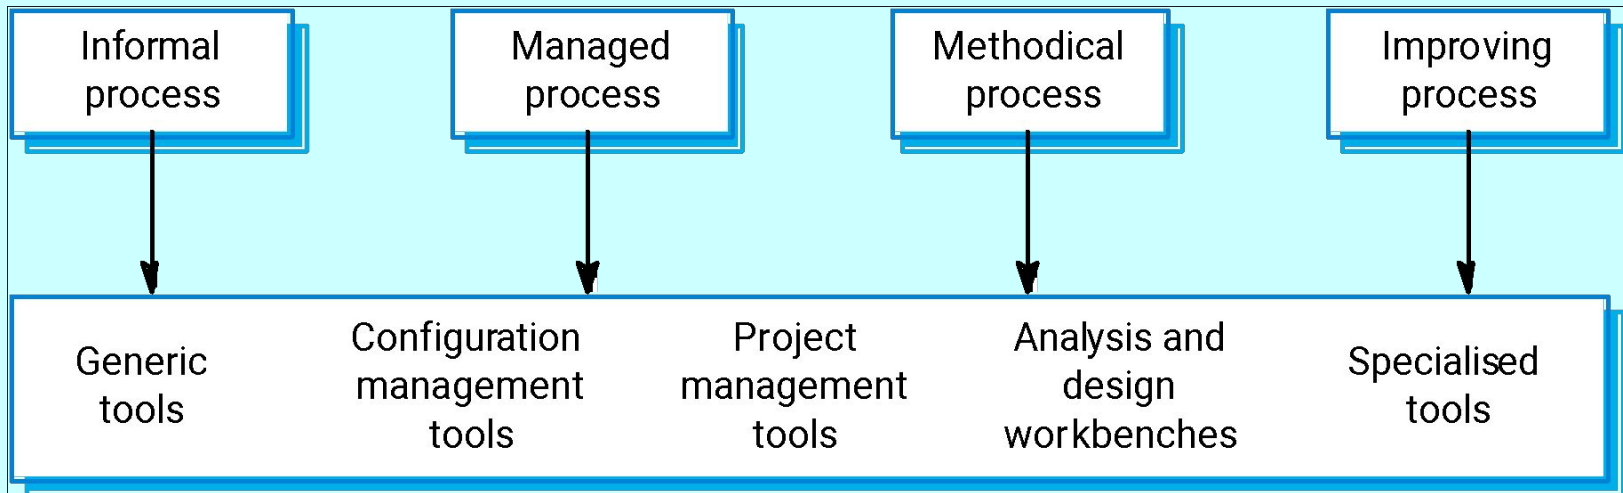 Informal
process
Managed
process
Methodical
process
Improving
process
Generic
tools
Configuration
management
tools
Project
management
tools
Analysis and
design
workbenches
Specialised
tools